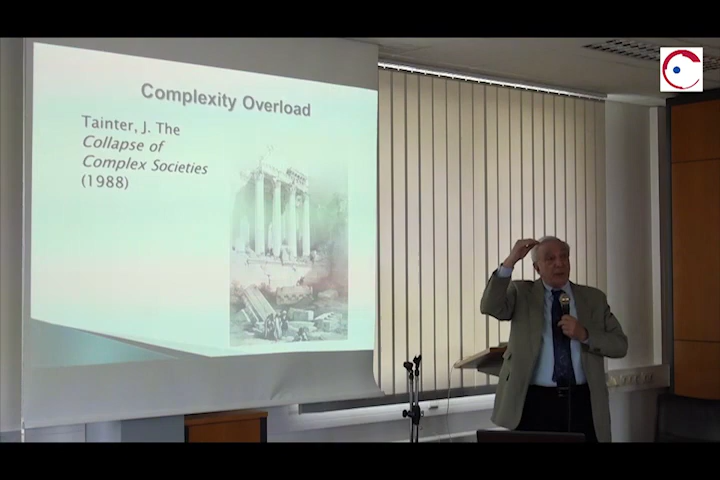 Complexity Overload
Tainter, J. The
Collapse of
Complex Societies
(1988)